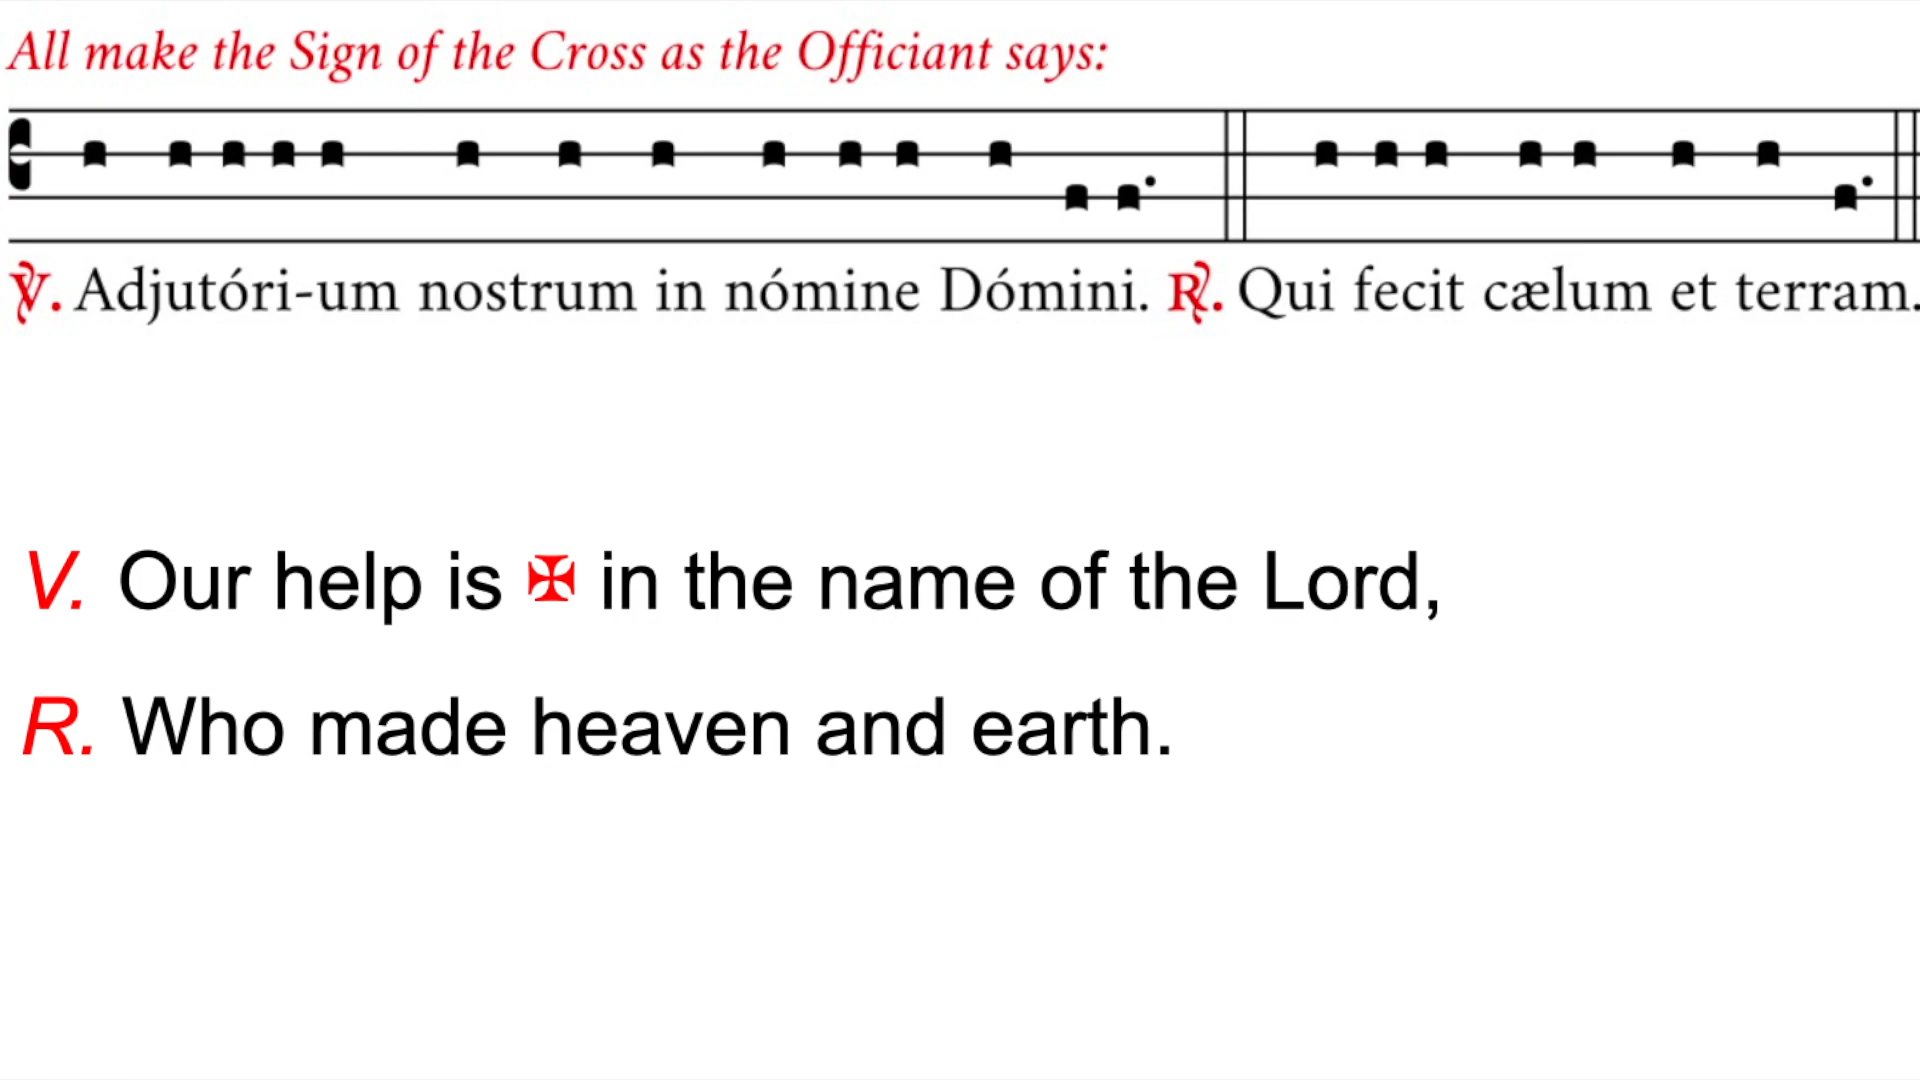 All make the Sign of the Cross as the Officiant says:
℣. Adjutóri-um nostrum in nómine Dómini. ℟. Qui fecit cælum et terram.
V. Our help is ✠ in the name of the Lord,
R. Who made heaven and earth.